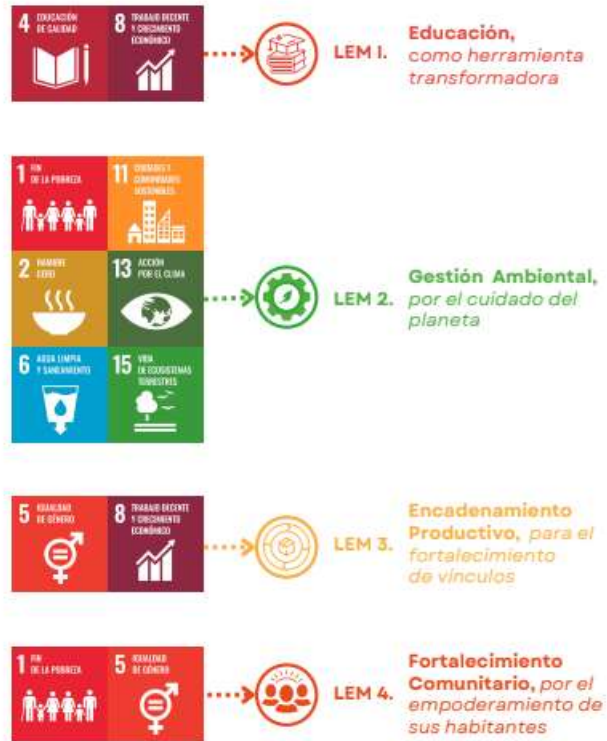 4 EDUCACIÓN
DE CALIDAD
8 TRABAJO DECENTE
Y CRECIMIENTO
ECONÓMICO
LEM 1.
Educación,
como herramienta
transformadora
1 FIN
DE LA POBREZA
11 CIUDADES Y
COMUNIDADES
SOSTENIBLES
2 HAMBRE
CERO
13 ACCIÓN
POR EL CLIMA
6 AGUA LIMPIA
Y SANEAMIENTO
15 VIDA
DE ECOSISTEMAS
TERRESTRES
LEM 2.
Gestión Ambiental,
por el cuidado del
planeta
5 IGUALDAD
DE GÉNERO
8 TRABAJO DECENTE
Y CRECIMIENTO
ECONÓMICO
LEM 3.
Encadenamiento
Productivo, para el
fortalecimiento
de vínculos
1 FIN
DE LA POBREZA
5 IGUALDAD
DE GÉNERO
LEM 4.
Fortalecimiento
Comunitario, por el
empoderamiento de
sus habitantes